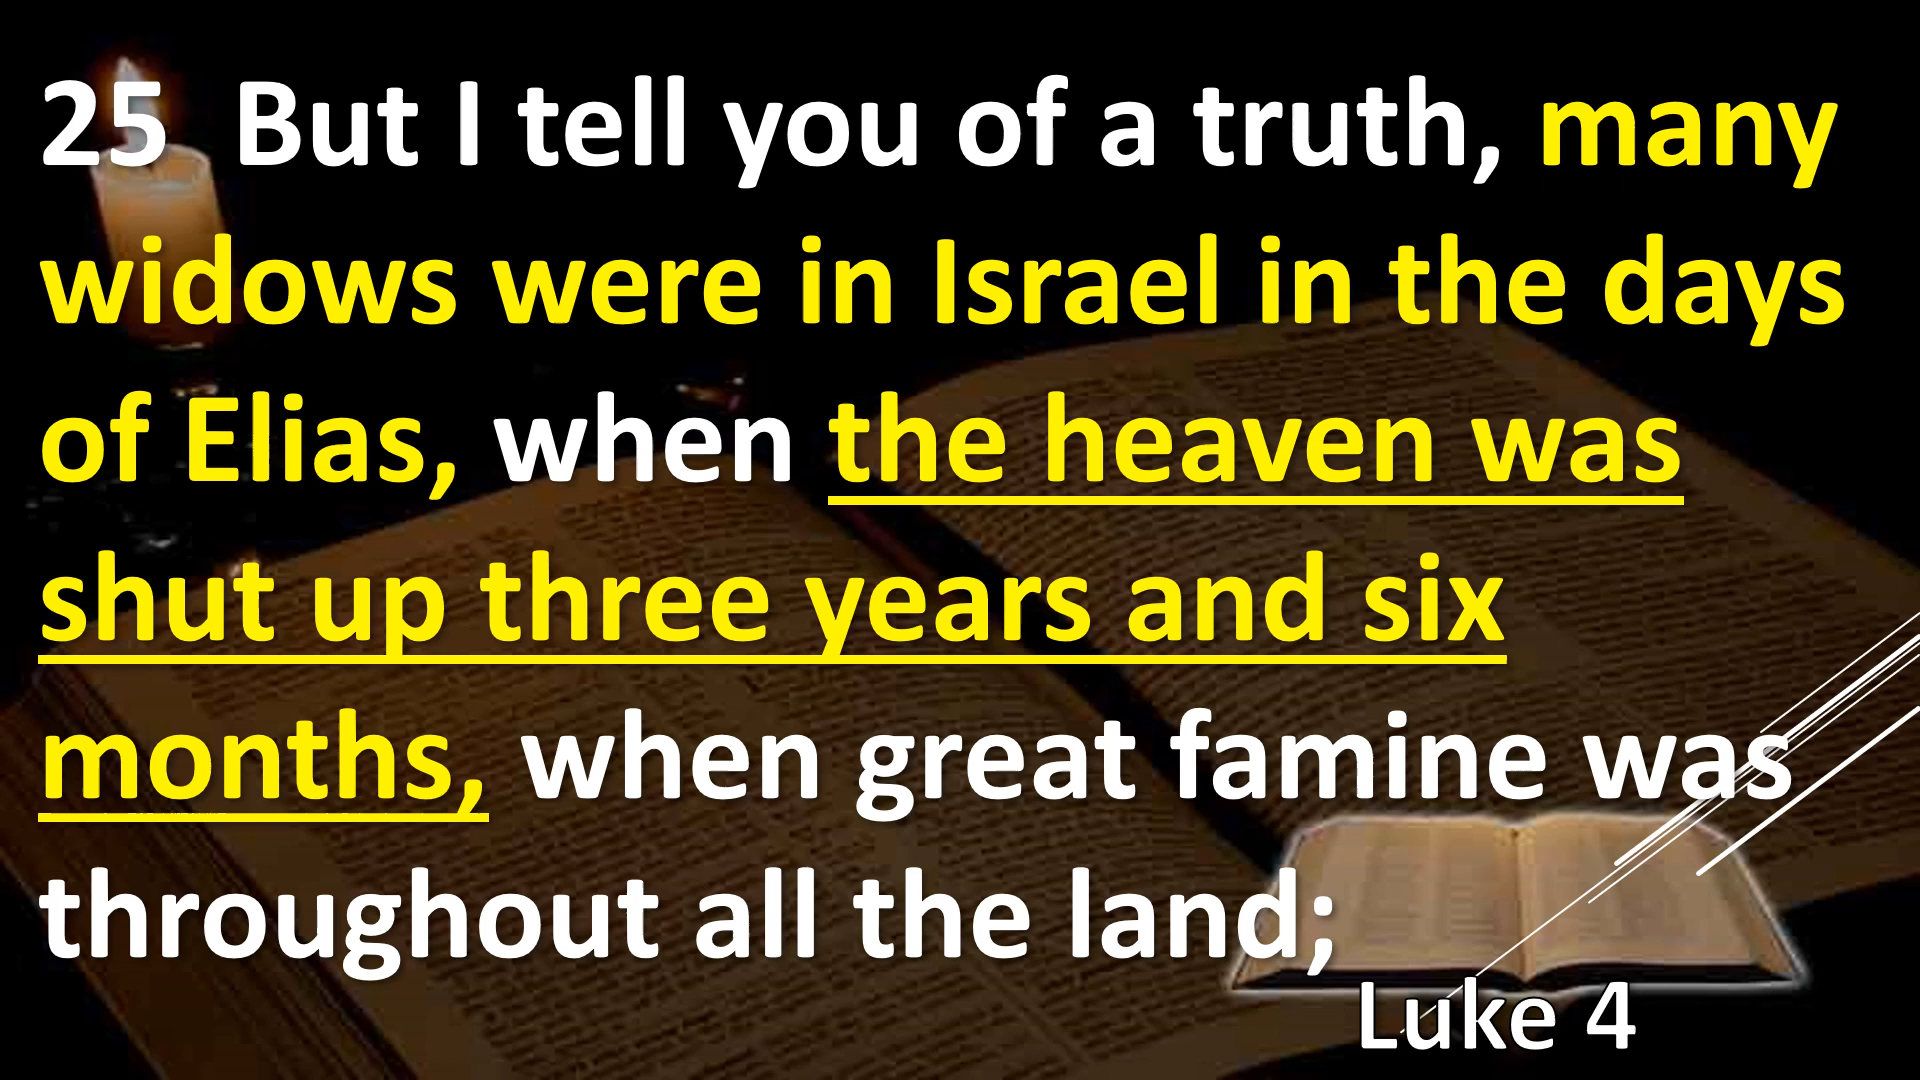 25 But I tell you of a truth, many
widows were in Israel in the days
of Elias, when the heaven was
shut up three years and six
months, when great famine was
throughout all the land;
Luke 4